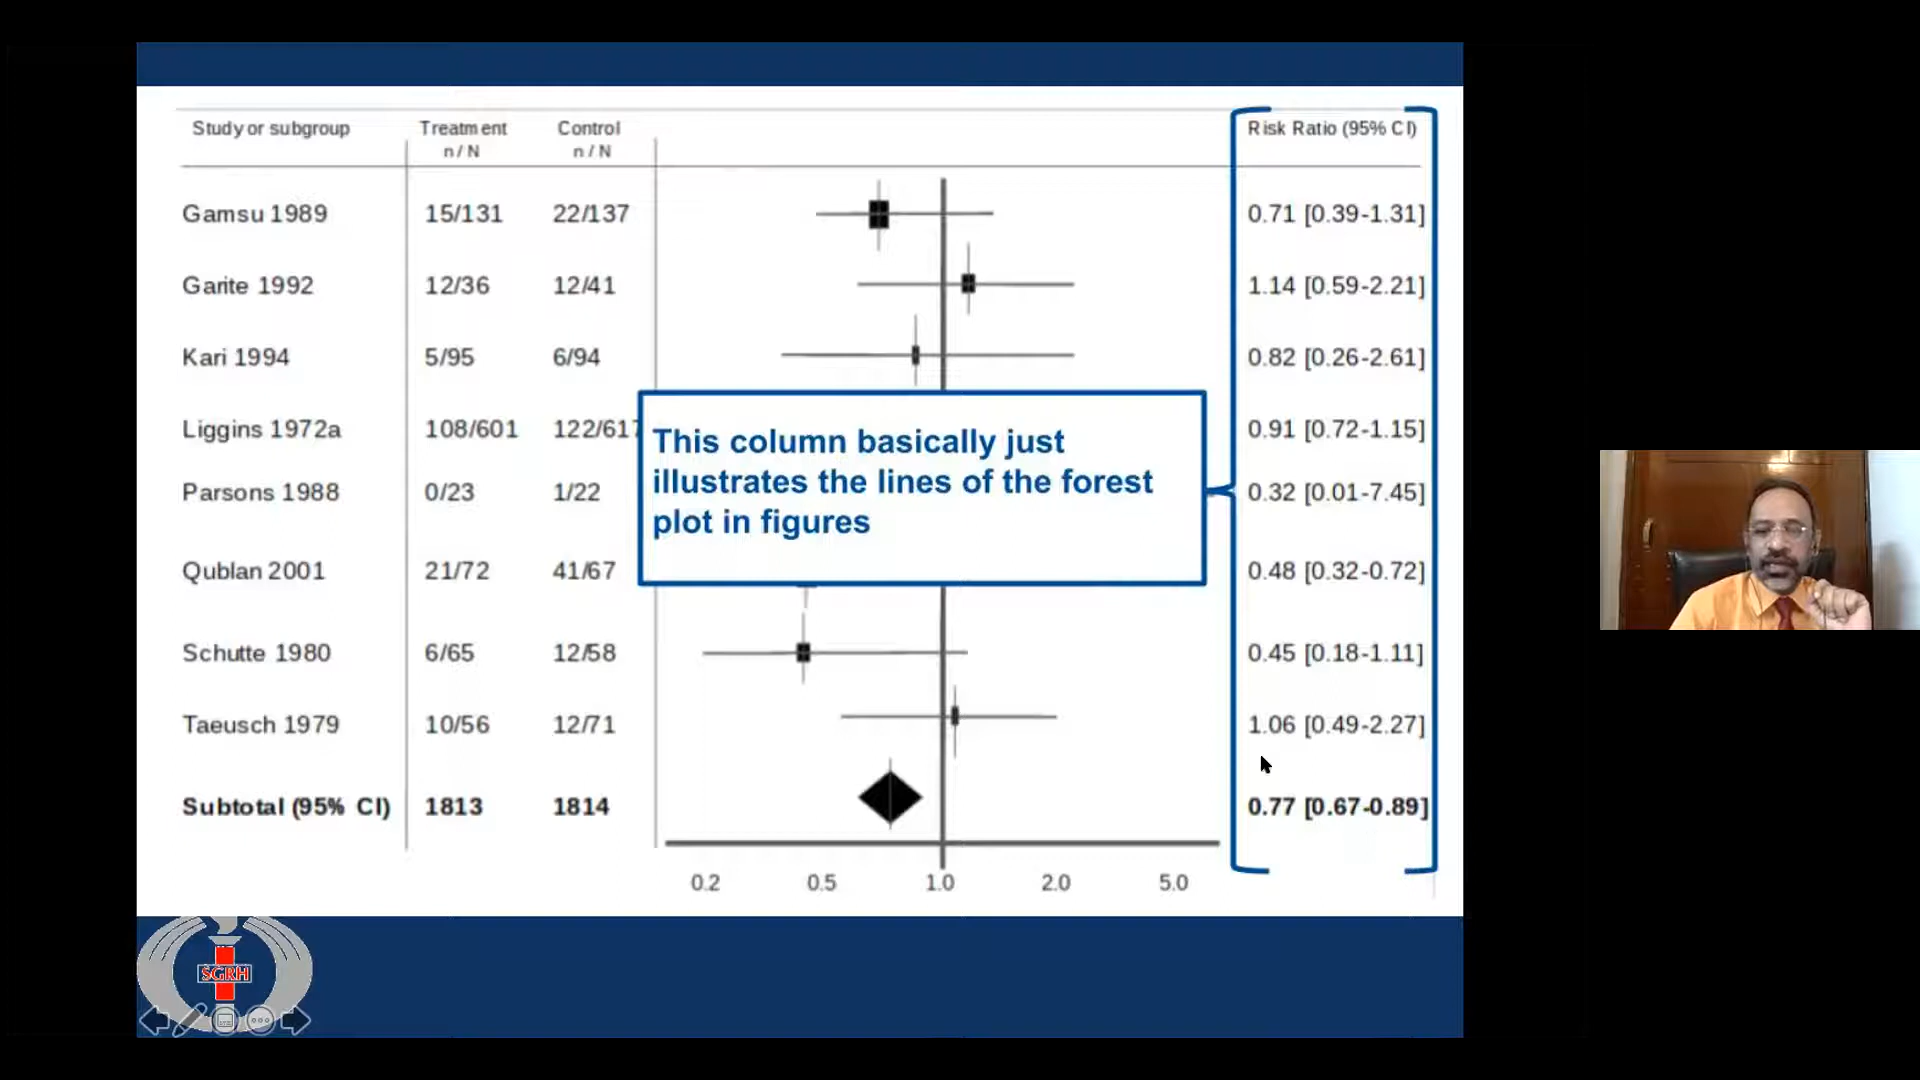 Study or subgroup Treatment Control Risk Ratio (95% CI)
n / N n / N
Gamsu 1989 15/131 22/137 0.71 [0.39-1.31]
Garite 1992 12/36 12/41 1.14 [0.59-2.21]
Kari 1994 5/95 6/94 0.82 [0.26-2.61]
Liggins 1972a 108/601 122/617 0.91 [0.72-1.15]
This column basically just
illustrates the lines of the forest
plot in figures
Parsons 1988 0/23 1/22 0.32 [0.01-7.45]
Qublan 2001 21/72 41/67 0.48 [0.32-0.72]
Schutte 1980 6/65 12/58 0.45 [0.18-1.11]
Taeusch 1979 10/56 12/71 1.06 [0.49-2.27]
Subtotal (95% CI) 1813 1814 0.77 [0.67-0.89]
0.2 0.5 1.0 2.0 5.0
SGRH